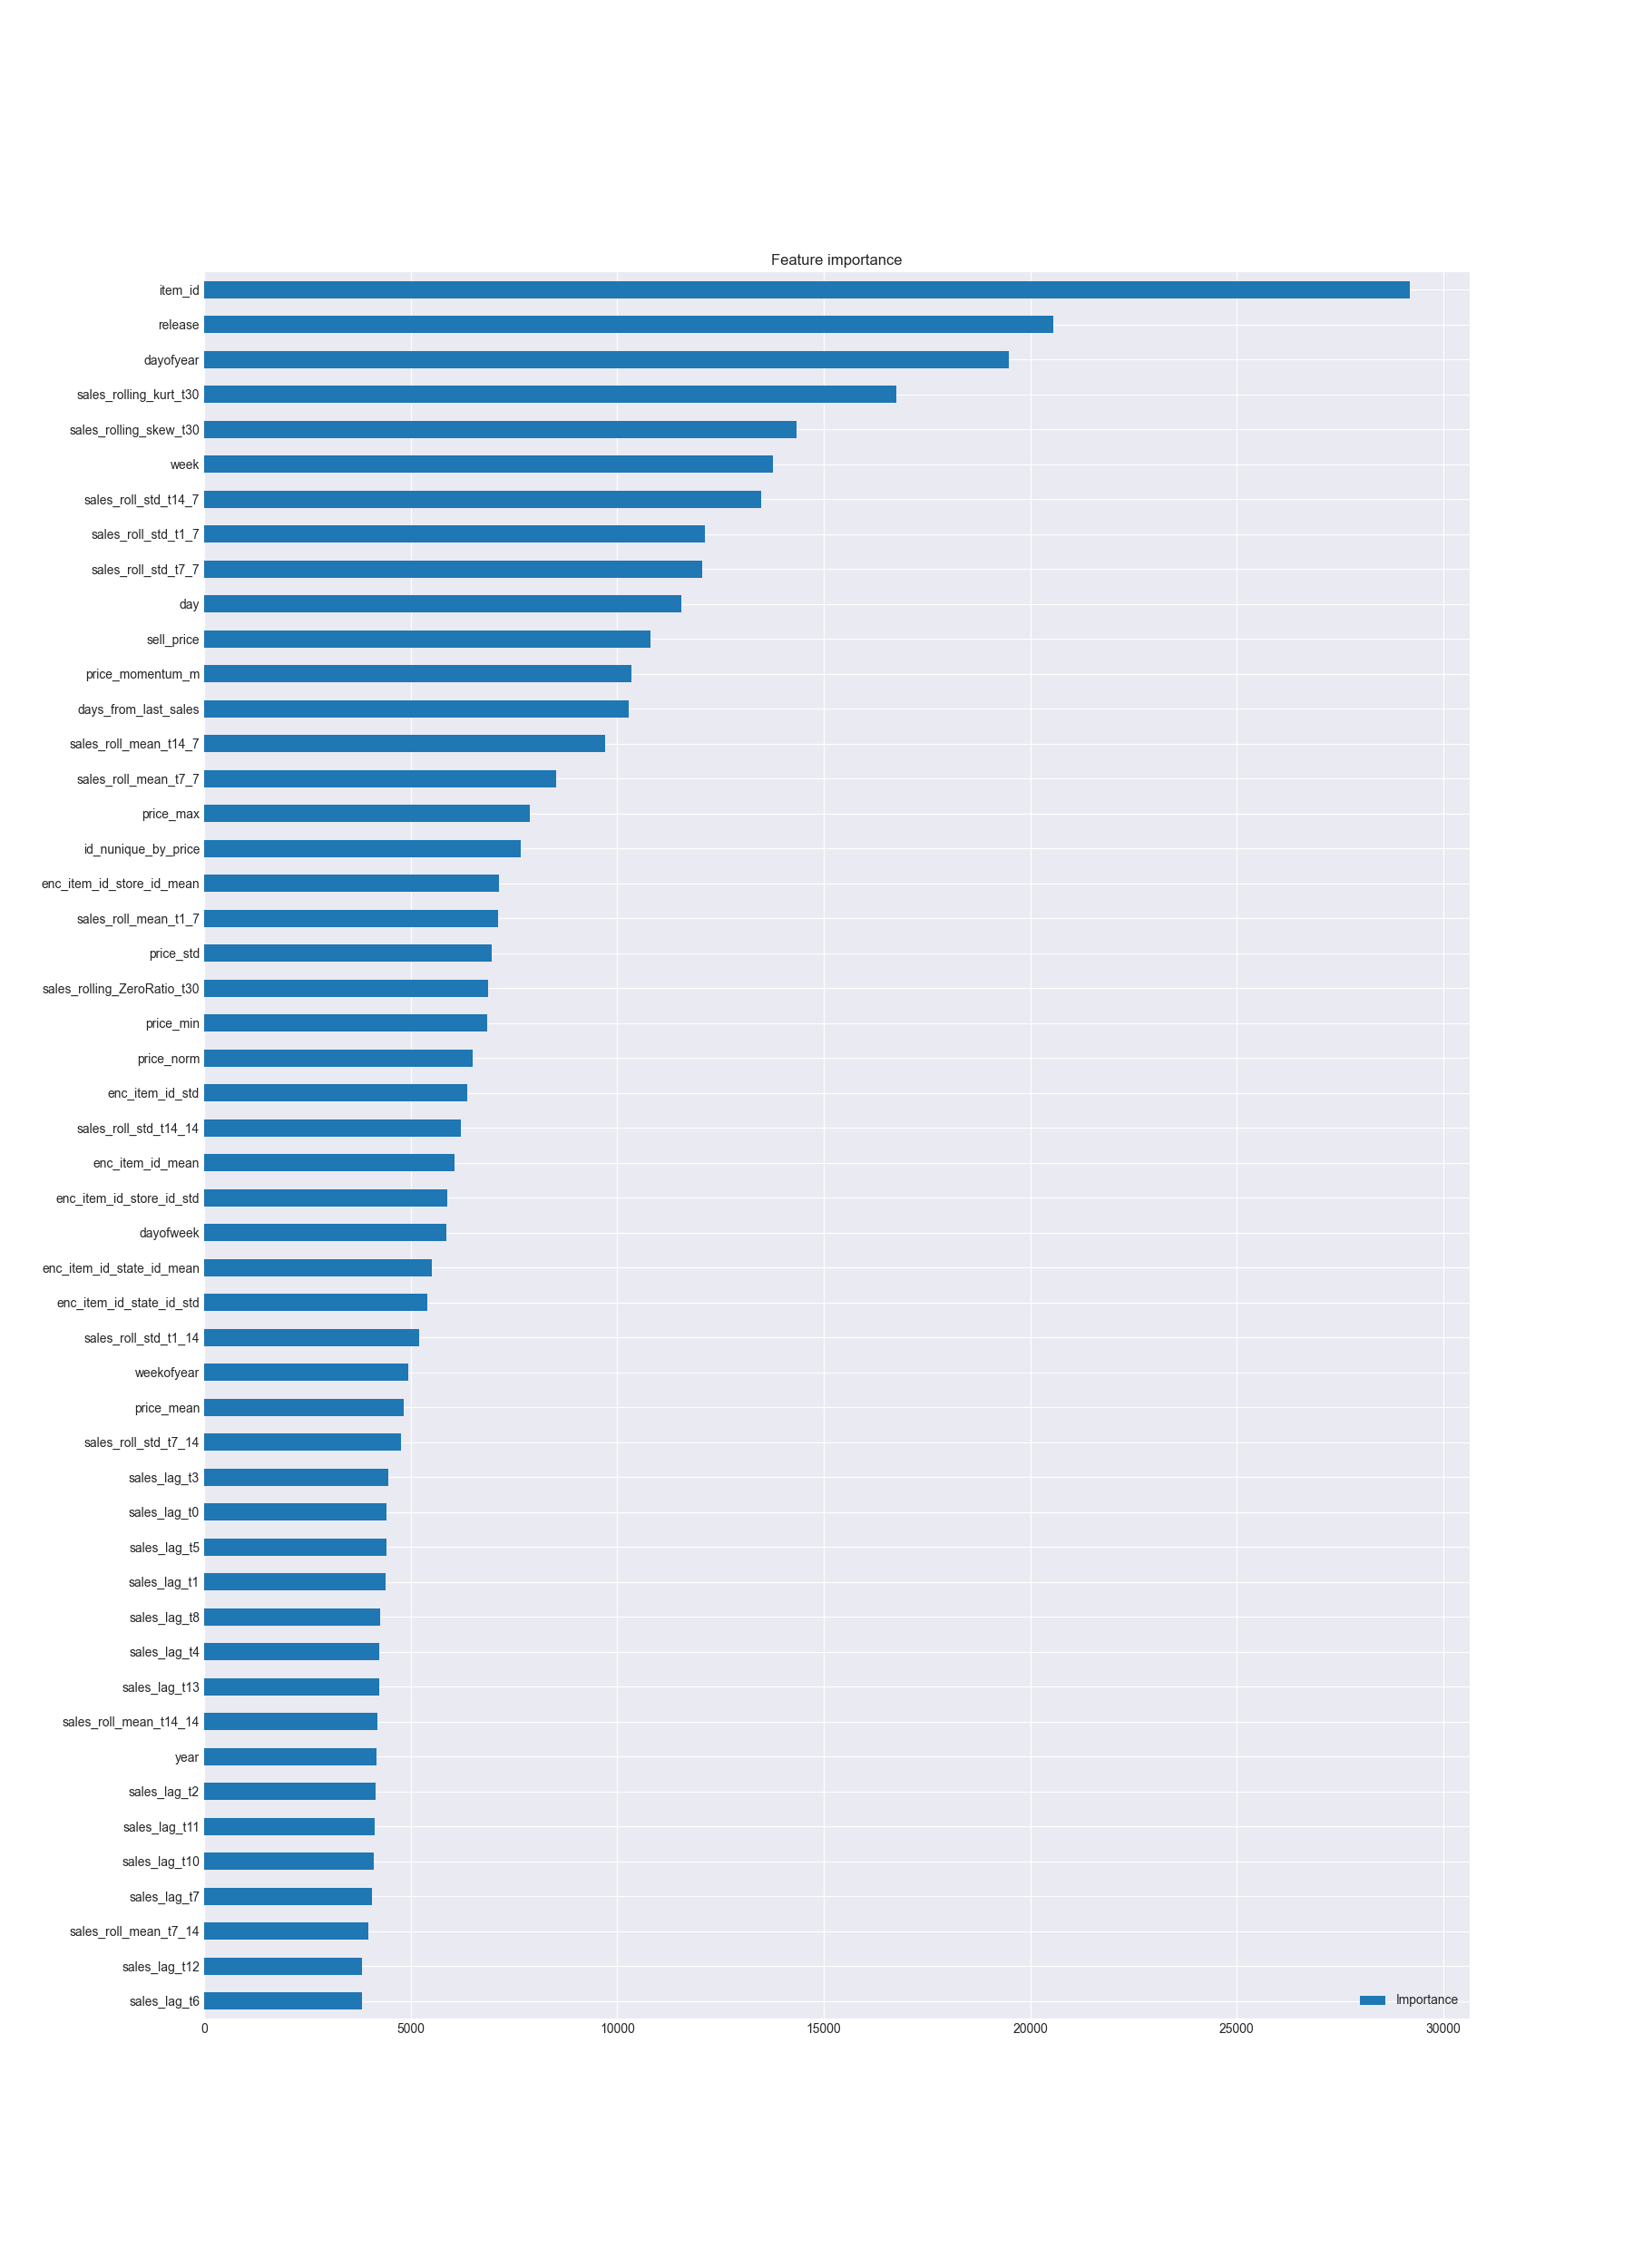 Feature importance
item_id
release
dayofyear
sales_rolling_kurt_t30
sales_rolling_skew_t30
week
sales_roll_std_t14_7
sales_roll_std_t1_7
sales_roll_std_t7_7
day
sell_price
price_momentum_m
days_from_last_sales
sales_roll_mean_t14_7
sales_roll_mean_t7_7
price_max
id_nunique_by_price
enc_item_id_store_id_mean
sales_roll_mean_t1_7
price_std
sales_rolling_ZeroRatio_t30
price_min
price_norm
enc_item_id_std
sales_roll_std_t14_14
enc_item_id_mean
enc_item_id_store_id_std
dayofweek
enc_item_id_state_id_mean
enc_item_id_state_id_std
sales_roll_std_t1_14
weekofyear
price_mean
sales_roll_std_t7_14
sales_lag_t3
sales_lag_t0
sales_lag_t5
sales_lag_t1
sales_lag_t8
sales_lag_t4
sales_lag_t13
sales_roll_mean_t14_14
year
sales_lag_t2
sales_lag_t11
sales_lag_t10
sales_lag_t7
sales_roll_mean_t7_14
sales_lag_t12
sales_lag_t6
Importance
0 5000 10000 15000 20000 25000 30000